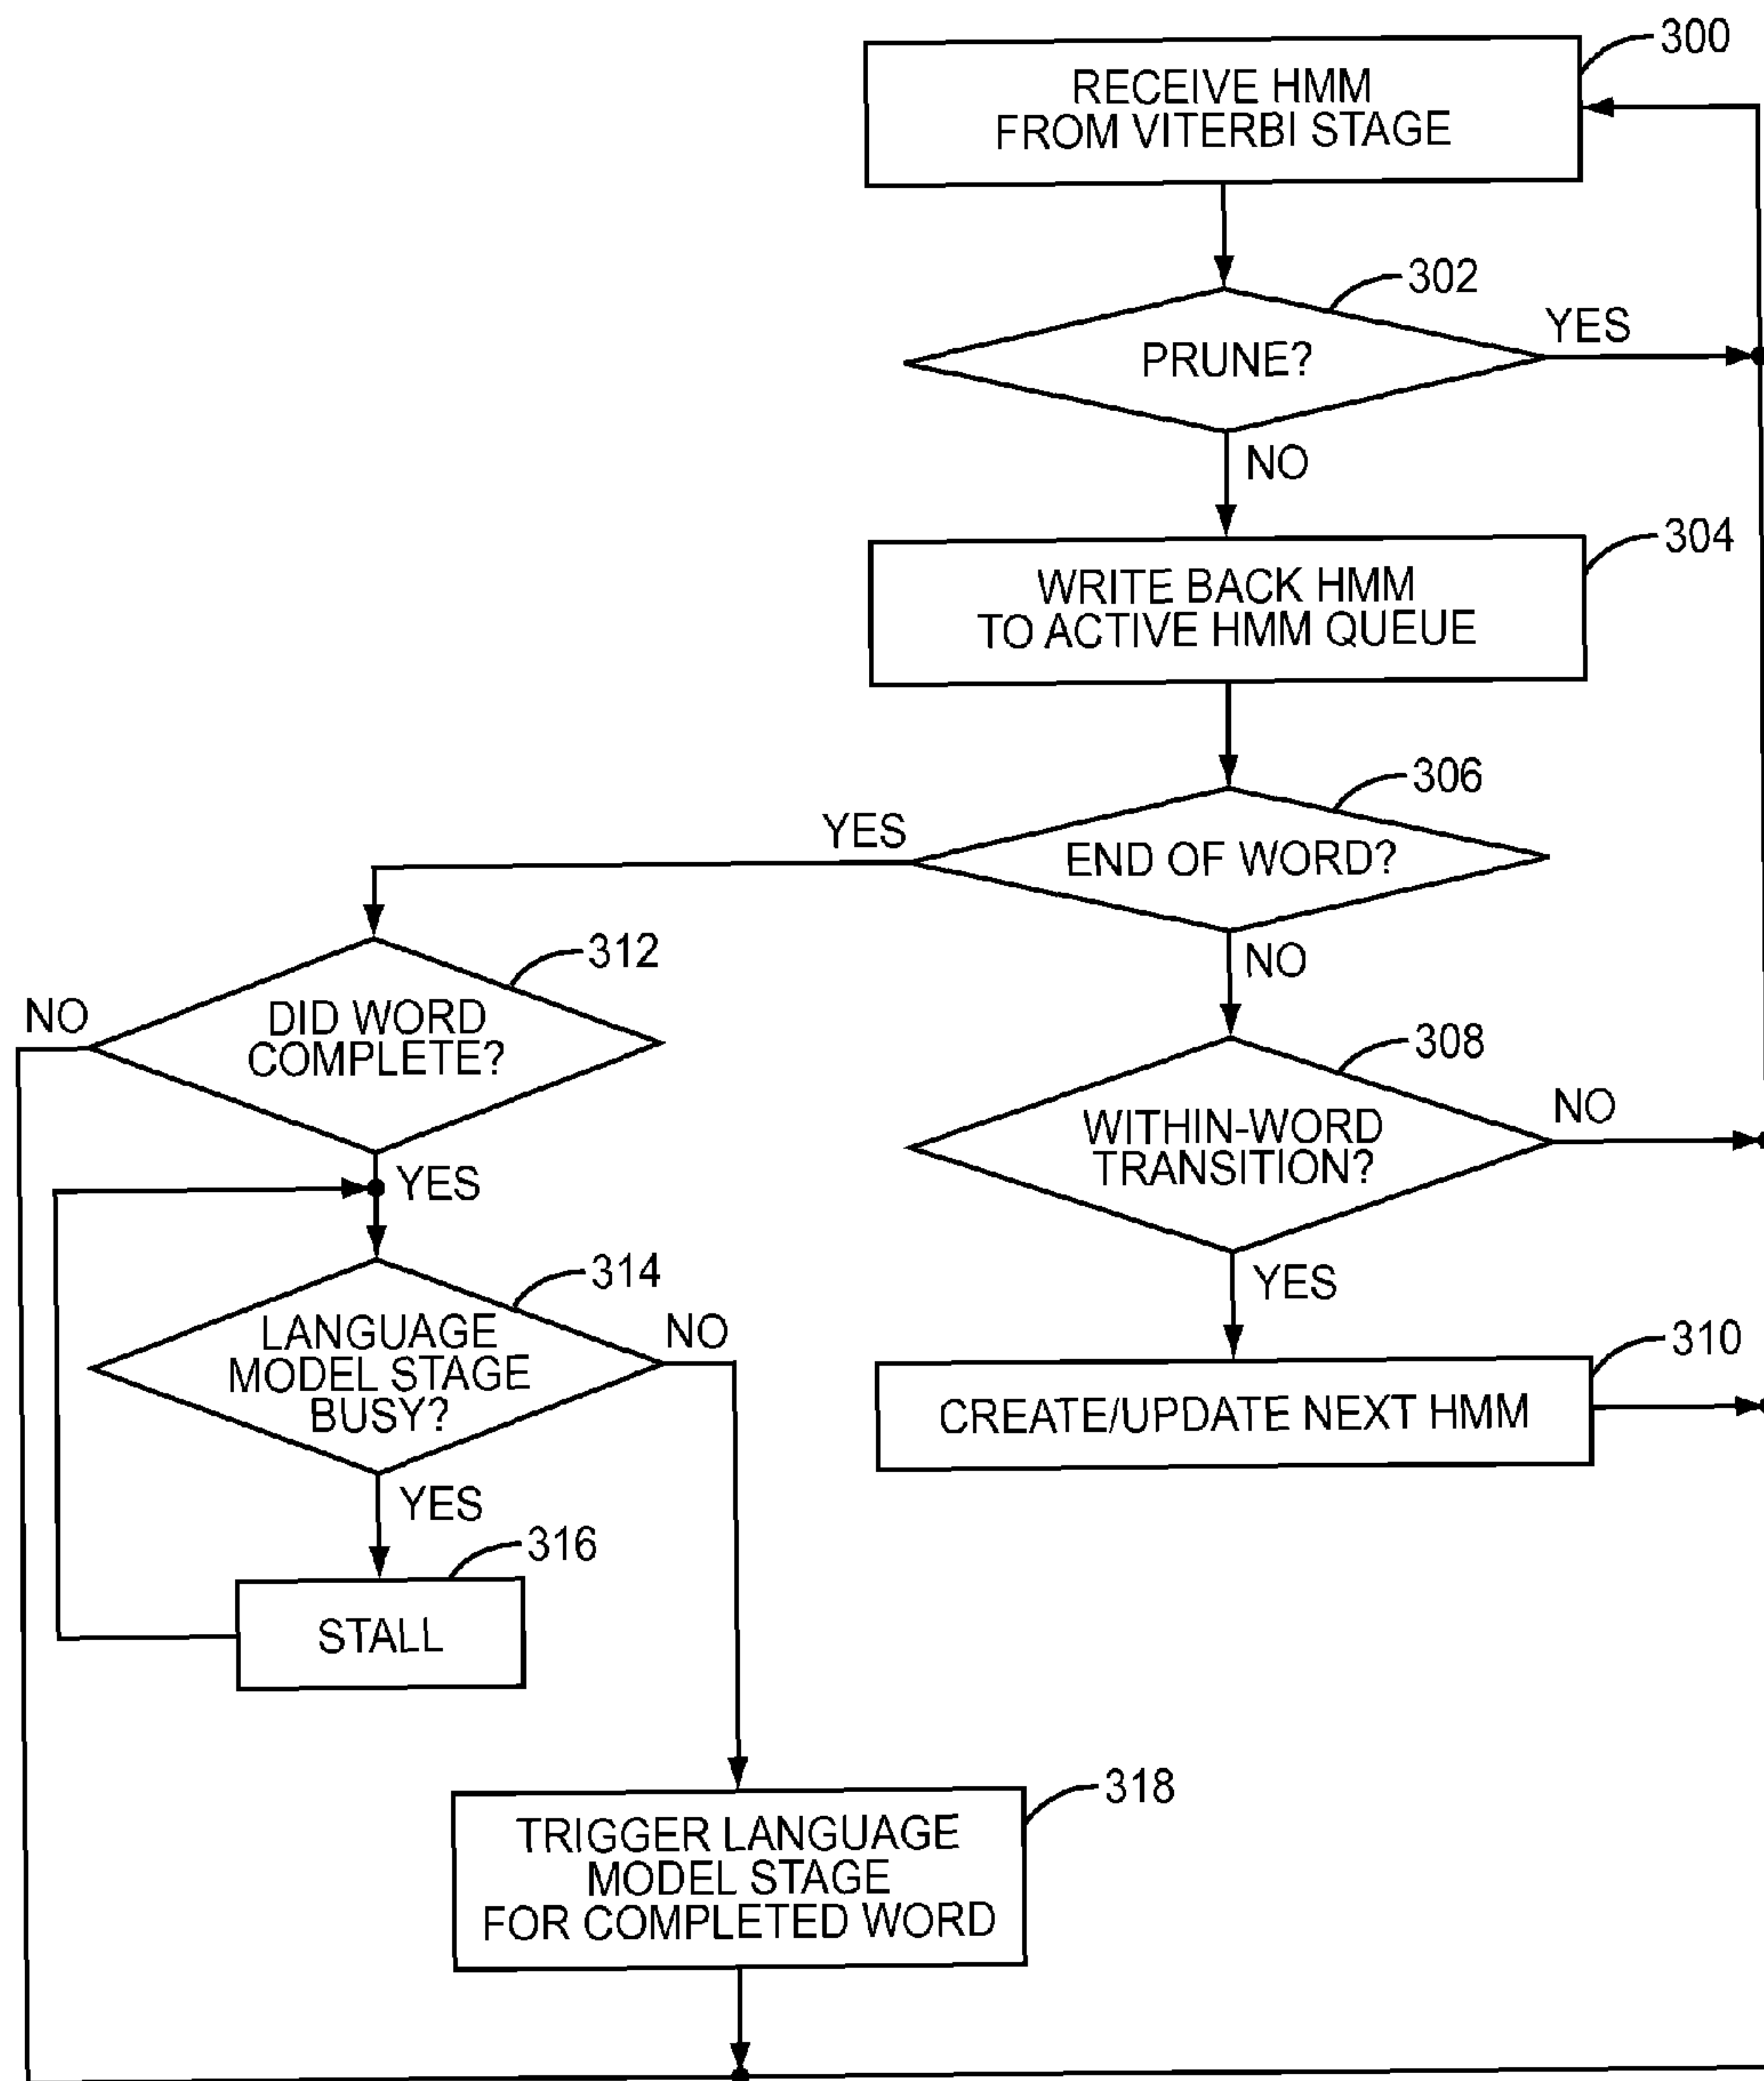 300
RECEIVE HMM
FROM VITERBI STAGE
302
PRUNE?
YES
NO
304
WRITE BACK HMM
TO ACTIVE HMM QUEUE
306
YES
END OF WORD?
NO
312
NO
DID WORD
COMPLETE?
YES
308
WITHIN-WORD
TRANSITION?
NO
YES
314
LANGUAGE
MODEL STAGE
BUSY?
NO
YES
310
CREATE/UPDATE NEXT HMM
316
STALL
318
TRIGGER LANGUAGE
MODEL STAGE
FOR COMPLETED WORD